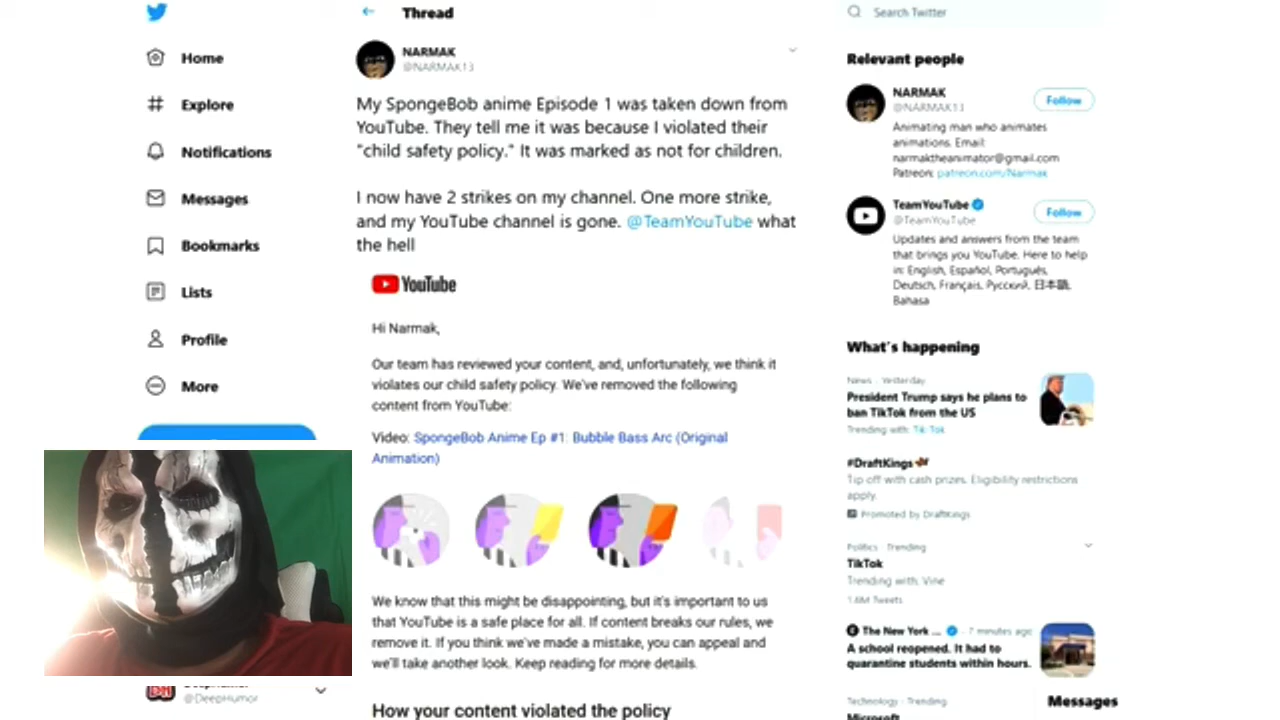 Home
Explore
Notifications
Messages
Bookmarks
Lists
Profile
More
@DeepHumor
Thread
NARMAK
@NARMAK13
My SpongeBob anime Episode 1 was taken down from
YouTube. They tell me it was because I violated their
"child safety policy." It was marked as not for children.
I now have 2 strikes on my channel. One more strike,
and my YouTube channel is gone. @TeamYouTube what
the hell
YouTube
Hi Narmak,
Our team has reviewed your content, and, unfortunately, we think it
violates our child safety policy. We've removed the following
content from YouTube:
Video: SpongeBob Anime Ep #1: Bubble Bass Arc (Original
Animation)
We know that this might be disappointing, but it's important to us
that YouTube is a safe place for all. If content breaks our rules, we
remove it. If you think we've made a mistake, you can appeal and
we'll take another look. Keep reading for more details.
How your content violated the policy
Search Twitter
Relevant people
NARMAK
@NARMAK13
Follow
Animating man who animates
animations. Email:
narmaktheanimator@gmail.com
Patreon: patreon.com/Narmak
TeamYouTube
@TeamYouTube
Follow
Updates and answers from the team
that brings you YouTube. Here to help
in: English, Español, Português,
Deutsch, Français, Русский, 日本語,
Bahasa
What's happening
News · Yesterday
President Trump says he plans to
ban TikTok from the US
Trending with: Tik Tok
#DraftKings
Tip off with cash prizes. Eligibility restrictions
apply.
Promoted by DraftKings
Politics · Trending
TikTok
Trending with: Vine
1.6M Tweets
The New York ... · 7 minutes ago
A school reopened. It had to
quarantine students within hours.
Technology · Trending
Microsoft
Messages